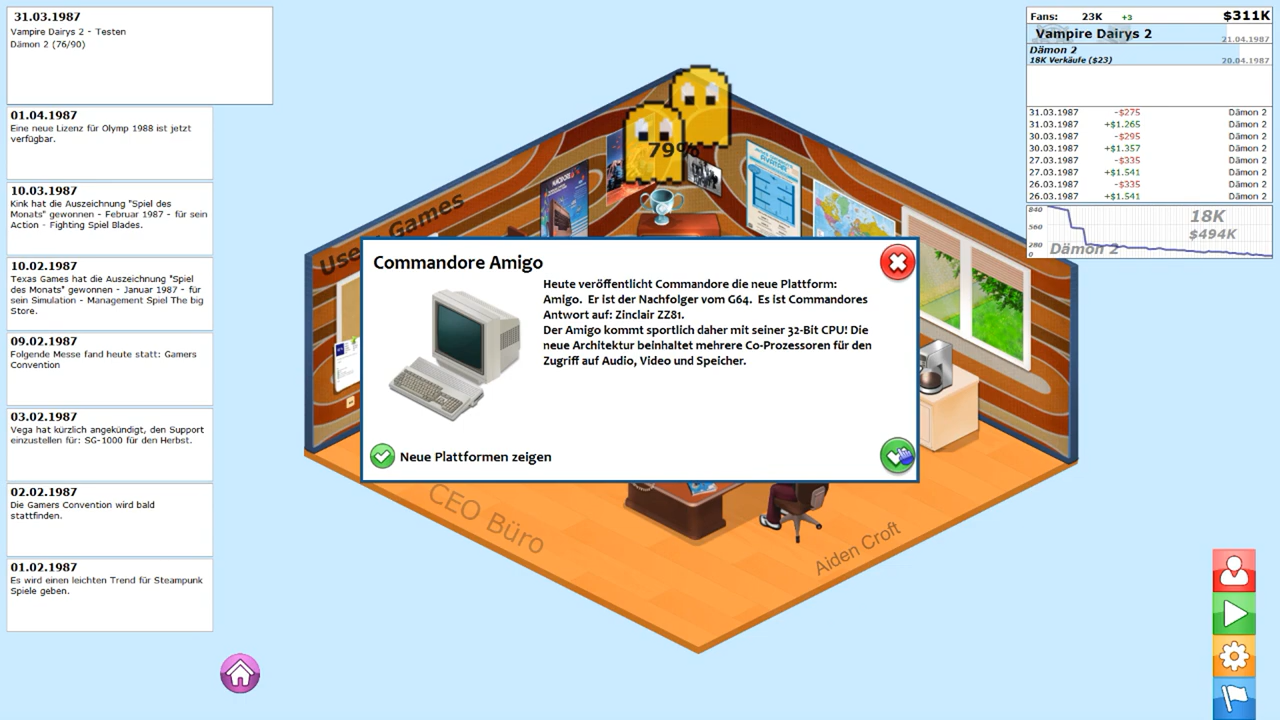 31.03.1987
Vampire Dairys 2 - Testen
Dämon 2 (76/90)
01.04.1987
Eine neue Lizenz für Olymp 1988 ist jetzt
verfügbar.
10.03.1987
Kink hat die Auszeichnung "Spiel des
Monats" gewonnen - Februar 1987 - für sein
Action - Fighting Spiel Blades.
10.02.1987
Texas Games hat die Auszeichnung "Spiel
des Monats" gewonnen - Januar 1987 - für
sein Simulation - Management Spiel The big
Store.
09.02.1987
Folgende Messe fand heute statt: Gamers
Convention
03.02.1987
Vega hat kürzlich angekündigt, den Support
einzustellen für: SG-1000 für den Herbst.
02.02.1987
Die Gamers Convention wird bald
stattfinden.
01.02.1987
Es wird einen leichten Trend für Steampunk
Spiele geben.
79%
Games
Commandore Amigo
Heute veröffentlicht Commandore die neue Plattform:
Amigo. Er ist der Nachfolger vom G64. Es ist Commandores
Antwort auf: Zinclair ZZ81.
Der Amigo kommt sportlich daher mit seiner 32-Bit CPU! Die
neue Architektur beinhaltet mehrere Co-Prozessoren für den
Zugriff auf Audio, Video und Speicher.
Neue Plattformen zeigen
CEO Büro
Aiden Croft
Fans: 23K +3 $311K
Vampire Dairys 2 21.04.1987
Dämon 2
18K Verkäufe ($23) 20.04.1987
31.03.1987 -$275 Dämon 2
31.03.1987 +$1.265 Dämon 2
30.03.1987 -$295 Dämon 2
30.03.1987 +$1.357 Dämon 2
27.03.1987 -$335 Dämon 2
27.03.1987 +$1.541 Dämon 2
26.03.1987 -$335 Dämon 2
26.03.1987 +$1.541 Dämon 2
840
560
280
0
18K
$494K
Dämon 2